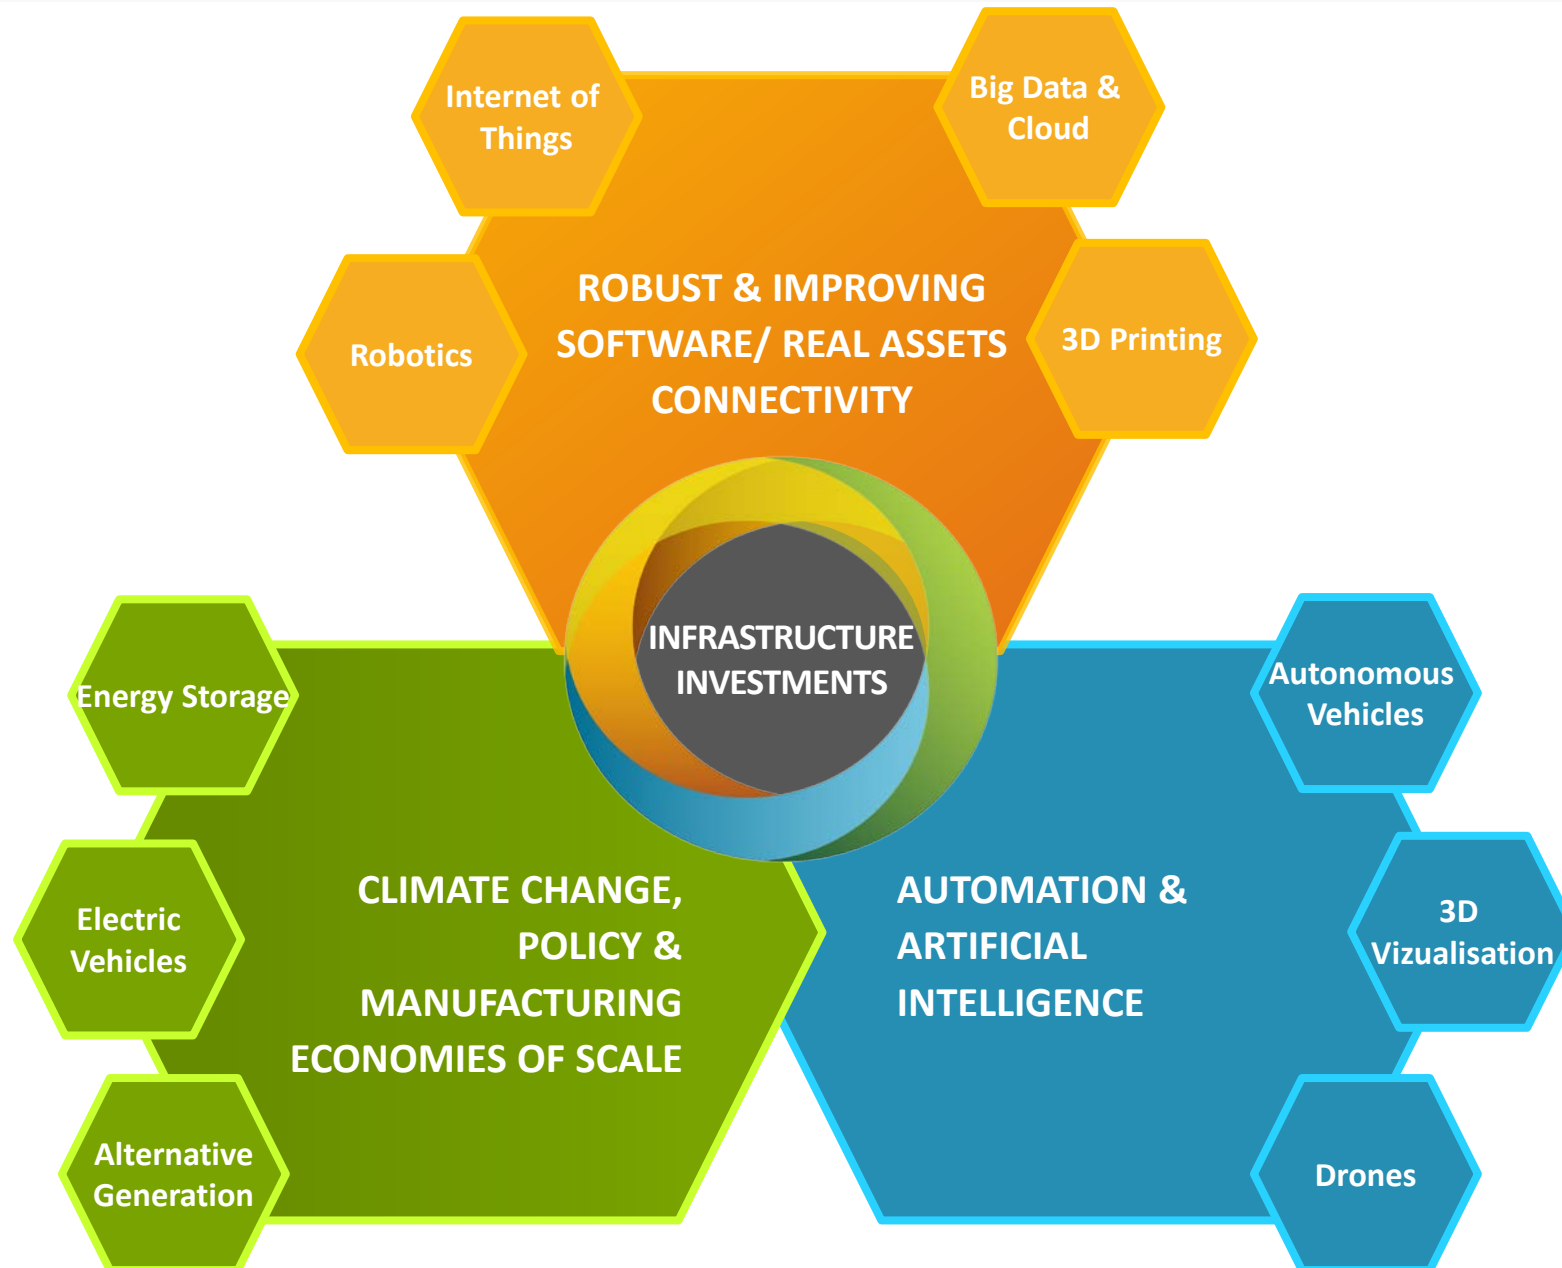 Internet of
Things
Big Data &
Cloud
Robotics
ROBUST & IMPROVING
SOFTWARE/ REAL ASSETS
CONNECTIVITY
3D Printing
INFRASTRUCTURE
INVESTMENTS
Energy Storage
Electric
Vehicles
Alternative
Generation
CLIMATE CHANGE,
POLICY &
MANUFACTURING
ECONOMIES OF SCALE
AUTOMATION &
ARTIFICIAL
INTELLIGENCE
Autonomous
Vehicles
3D
Vizualisation
Drones